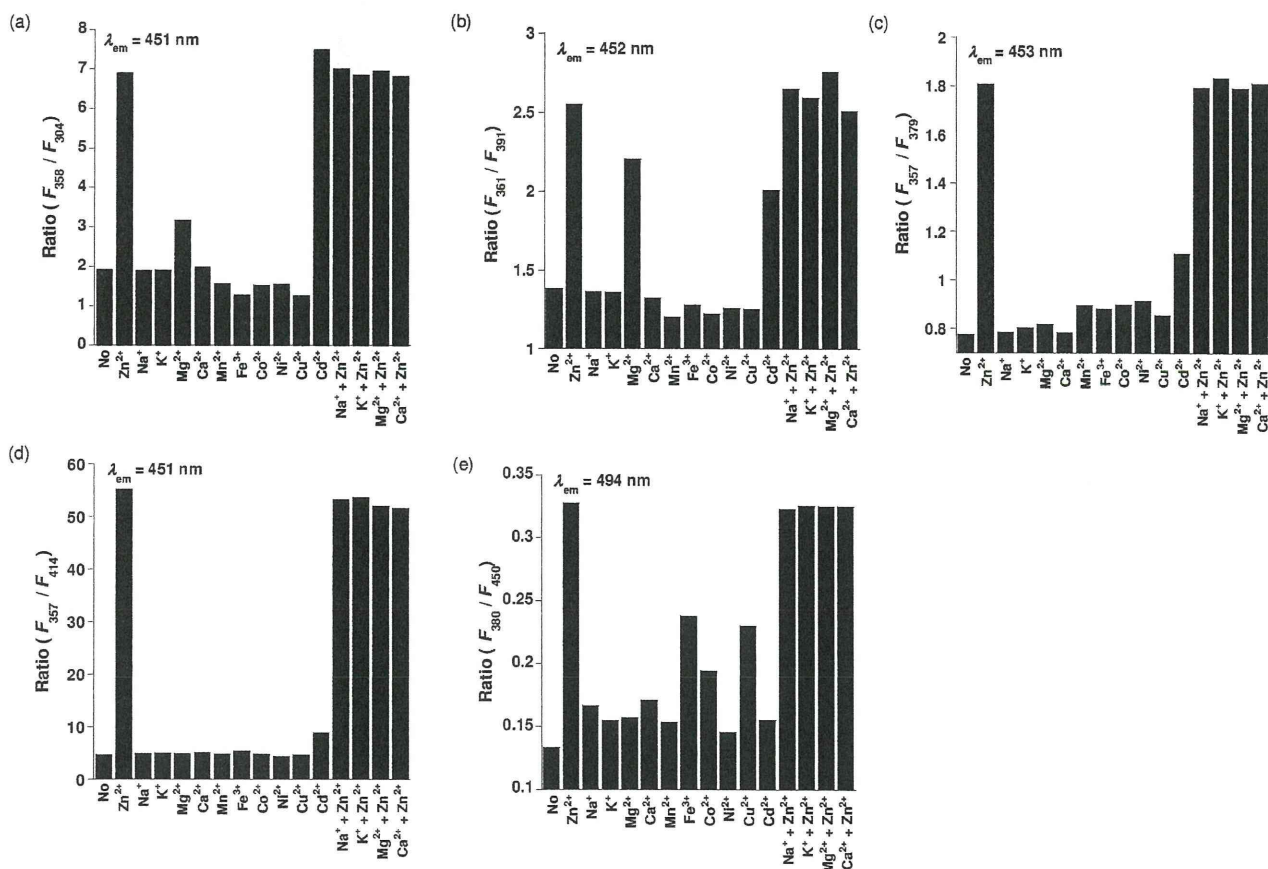 (a)
λem = 451 nm
Ratio ( F358 / F304)
8
7
6
5
4
3
2
1
0
No
Zn²⁺
Na⁺
K⁺
Mg²⁺
Ca²⁺
Mn²⁺
Fe³⁺
Co²⁺
Ni²⁺
Cu²⁺
Cd²⁺
Na⁺ + Zn²⁺
K⁺ + Zn²⁺
Mg²⁺ + Zn²⁺
Ca²⁺ + Zn²⁺
(b)
λem = 452 nm
Ratio ( F361 / F391)
3
2.5
2
1.5
1
No
Zn²⁺
Na⁺
K⁺
Mg²⁺
Ca²⁺
Mn²⁺
Fe³⁺
Co²⁺
Ni²⁺
Cu²⁺
Cd²⁺
Na⁺ + Zn²⁺
K⁺ + Zn²⁺
Mg²⁺ + Zn²⁺
Ca²⁺ + Zn²⁺
(c)
λem = 453 nm
Ratio ( F357 / F379)
2
1.8
1.6
1.4
1.2
1
0.8
No
Zn²⁺
Na⁺
K⁺
Mg²⁺
Ca²⁺
Mn²⁺
Fe³⁺
Co²⁺
Ni²⁺
Cu²⁺
Cd²⁺
Na⁺ + Zn²⁺
K⁺ + Zn²⁺
Mg²⁺ + Zn²⁺
Ca²⁺ + Zn²⁺
(d)
λem = 451 nm
Ratio ( F357 / F414)
60
50
40
30
20
10
0
No
Zn²⁺
Na⁺
K⁺
Mg²⁺
Ca²⁺
Mn²⁺
Fe³⁺
Co²⁺
Ni²⁺
Cu²⁺
Cd²⁺
Na⁺ + Zn²⁺
K⁺ + Zn²⁺
Mg²⁺ + Zn²⁺
Ca²⁺ + Zn²⁺
(e)
λem = 494 nm
Ratio ( F380 / F450)
0.35
0.3
0.25
0.2
0.15
0.1
No
Zn²⁺
Na⁺
K⁺
Mg²⁺
Ca²⁺
Mn²⁺
Fe³⁺
Co²⁺
Ni²⁺
Cu²⁺
Cd²⁺
Na⁺ + Zn²⁺
K⁺ + Zn²⁺
Mg²⁺ + Zn²⁺
Ca²⁺ + Zn²⁺